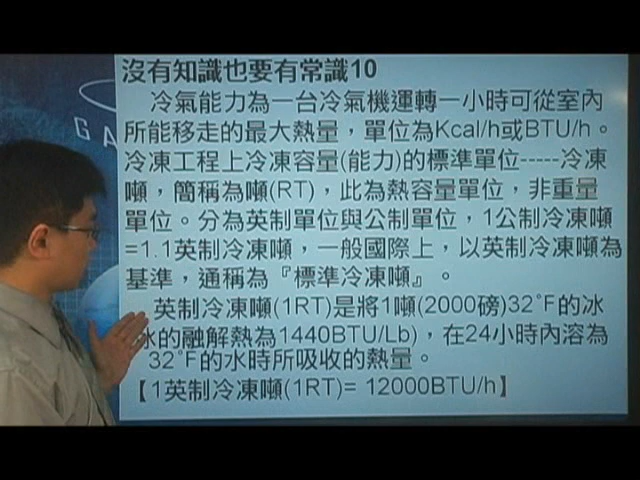 沒有知識也要有常識10
冷氣能力為一台冷氣機運轉一小時可從室內
所能移走的最大熱量，單位為Kcal/h或BTU/h。
冷凍工程上冷凍容量(能力)的標準單位-----冷凍
噸，簡稱為噸(RT)，此為熱容量單位，非重量
單位。分為英制單位與公制單位，1公制冷凍噸
=1.1英制冷凍噸，一般國際上，以英制冷凍噸為
基準，通稱為『標準冷凍噸』。
英制冷凍噸(1RT)是將1噸(2000磅)32˚F的冰
冰的融解熱為1440BTU/Lb)，在24小時內溶為
32˚F的水時所吸收的熱量。
【1英制冷凍噸(1RT)= 12000BTU/h】